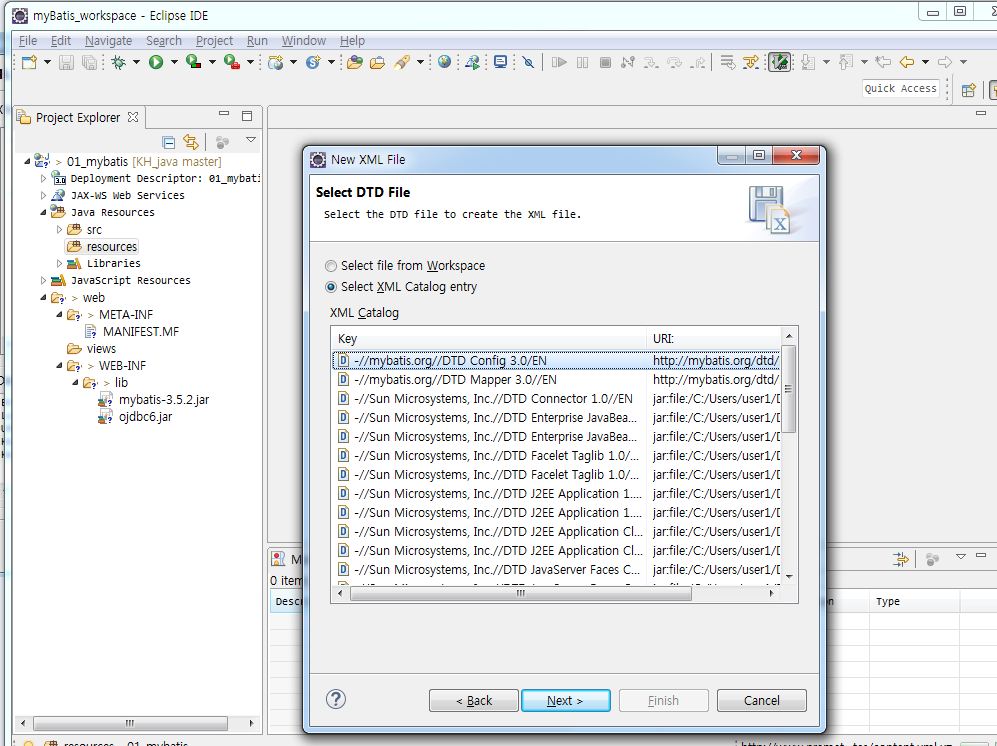 myBatis_workspace - Eclipse IDE
File Edit Navigate Search Project Run Window Help
Quick Access
Project Explorer
> 01_mybatis [KH_java master]
Deployment Descriptor: 01_mybati
JAX-WS Web Services
Java Resources
src
resources
Libraries
JavaScript Resources
> web
> META-INF
MANIFEST.MF
views
> WEB-INF
> lib
mybatis-3.5.2.jar
ojdbc6.jar
New XML File
Select DTD File
Select the DTD file to create the XML file.
Select file from Workspace
Select XML Catalog entry
XML Catalog
Key URI:
-//mybatis.org//DTD Config 3.0/EN http://mybatis.org/dtd/
-//mybatis.org//DTD Mapper 3.0//EN http://mybatis.org/dtd/
-//Sun Microsystems, Inc.//DTD Connector 1.0//EN jar:file:/C:/Users/user1/D
-//Sun Microsystems, Inc.//DTD Enterprise JavaBea... jar:file:/C:/Users/user1/D
-//Sun Microsystems, Inc.//DTD Enterprise JavaBea... jar:file:/C:/Users/user1/D
-//Sun Microsystems, Inc.//DTD Facelet Taglib 1.0/... jar:file:/C:/Users/user1/D
-//Sun Microsystems, Inc.//DTD Facelet Taglib 1.0/... jar:file:/C:/Users/user1/D
-//Sun Microsystems, Inc.//DTD J2EE Application 1.... jar:file:/C:/Users/user1/D
-//Sun Microsystems, Inc.//DTD J2EE Application 1.... jar:file:/C:/Users/user1/D
-//Sun Microsystems, Inc.//DTD J2EE Application Cl... jar:file:/C:/Users/user1/D
-//Sun Microsystems, Inc.//DTD J2EE Application Cl... jar:file:/C:/Users/user1/D
-//Sun Microsystems, Inc.//DTD JavaServer Faces C... jar:file:/C:/Users/user1/D
< Back Next > Finish Cancel
M
0 item
Descr
on Type
resources - 01_mybatis